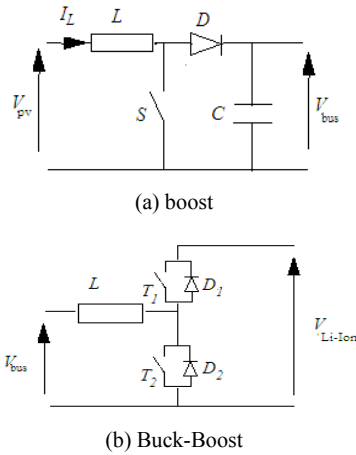 I_L L D
V_pv S C V_bus
(a) boost
L T_1 D_1
V_bus T_2 D_2 V_Li-Ion
(b) Buck-Boost